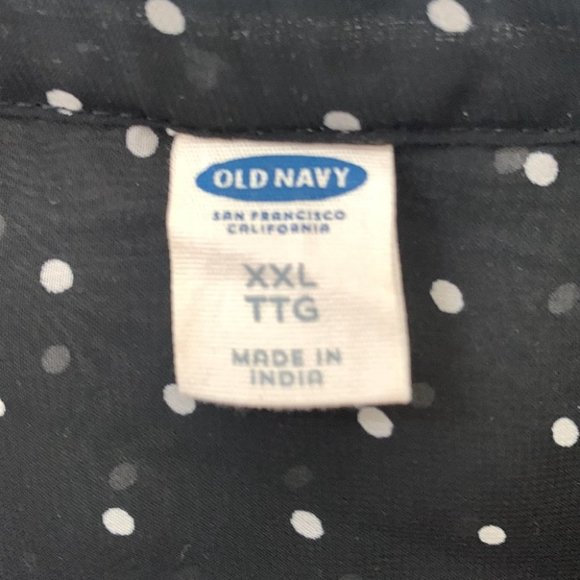 OLD NAVY
SAN FRANCISCO
CALIFORNIA
XXL
TTG
MADE IN
INDIA